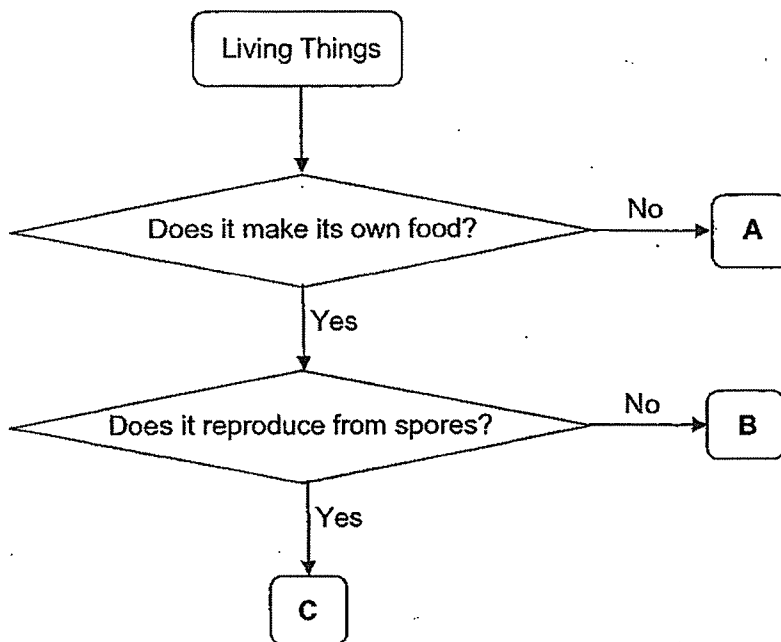 Living Things
Does it make its own food?
No
A
Yes
Does it reproduce from spores?
No
B
Yes
C